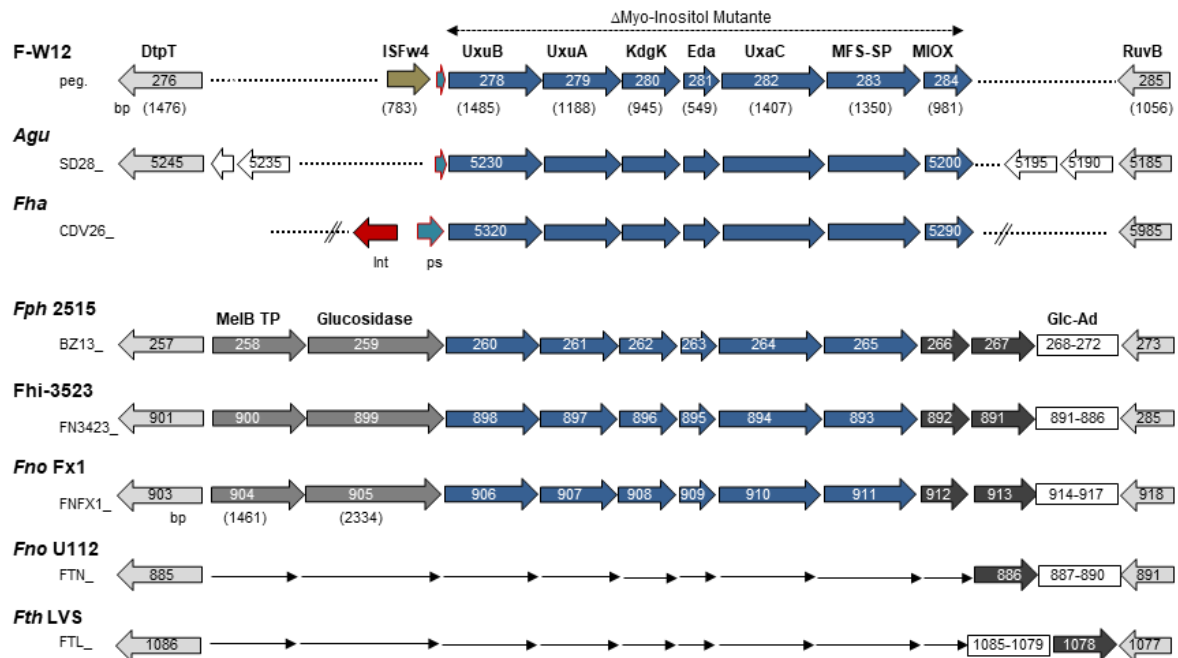 ΔMyo-Inositol Mutante
F-W12 DtpT ISFw4 UxuB UxuA KdgK Eda UxaC MFS-SP MIOX RuvB
peg. 276 278 279 280 281 282 283 284 285
bp (1476) (783) (1485) (1188) (945) (549) (1407) (1350) (981) (1056)
Agu
SD28_ 5245 5235 5230 5200 5195 5190 5185
Fha
CDV26_ 5320 5290 5985
Int ps
Fph 2515 MelB TP Glucosidase Glc-Ad
BZ13_ 257 258 259 260 261 262 263 264 265 266 267 268-272 273
Fhi-3523
FN3423_ 901 900 899 898 897 896 895 894 893 892 891 891-886 285
Fno Fx1
FNFX1_ 903 904 905 906 907 908 909 910 911 912 913 914-917 918
bp (1461) (2334)
Fno U112
FTN_ 885 886 887-890 891
Fth LVS
FTL_ 1086 1085-1079 1078 1077